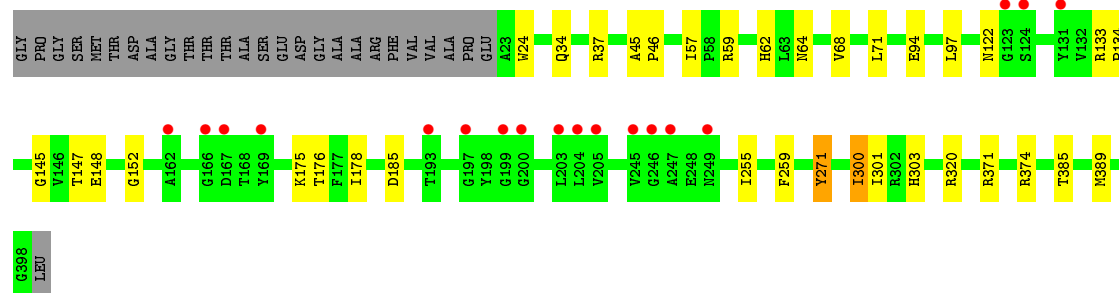 GLY PRO GLY SER MET THR ASP ALA GLY THR THR THR ALA SER GLU ASP GLY ALA ALA ARG PHE VAL VAL ALA PRO GLU A23 W24 Q34 R37 A45 P46 I57 P58 R59 H62 L63 N64 V68 L71 E94 L97 N122 G123 S124 Y131 V132 R133 P134
G145 V146 T147 E148 G152 A162 G166 D167 T168 Y169 K175 T176 F177 I178 D185 T193 G197 Y198 G199 G200 L203 L204 V205 V245 G246 A247 E248 N249 I255 F259 Y271 I300 I301 R302 H303 R320 R371 R374 T385 M389
G398 LEU